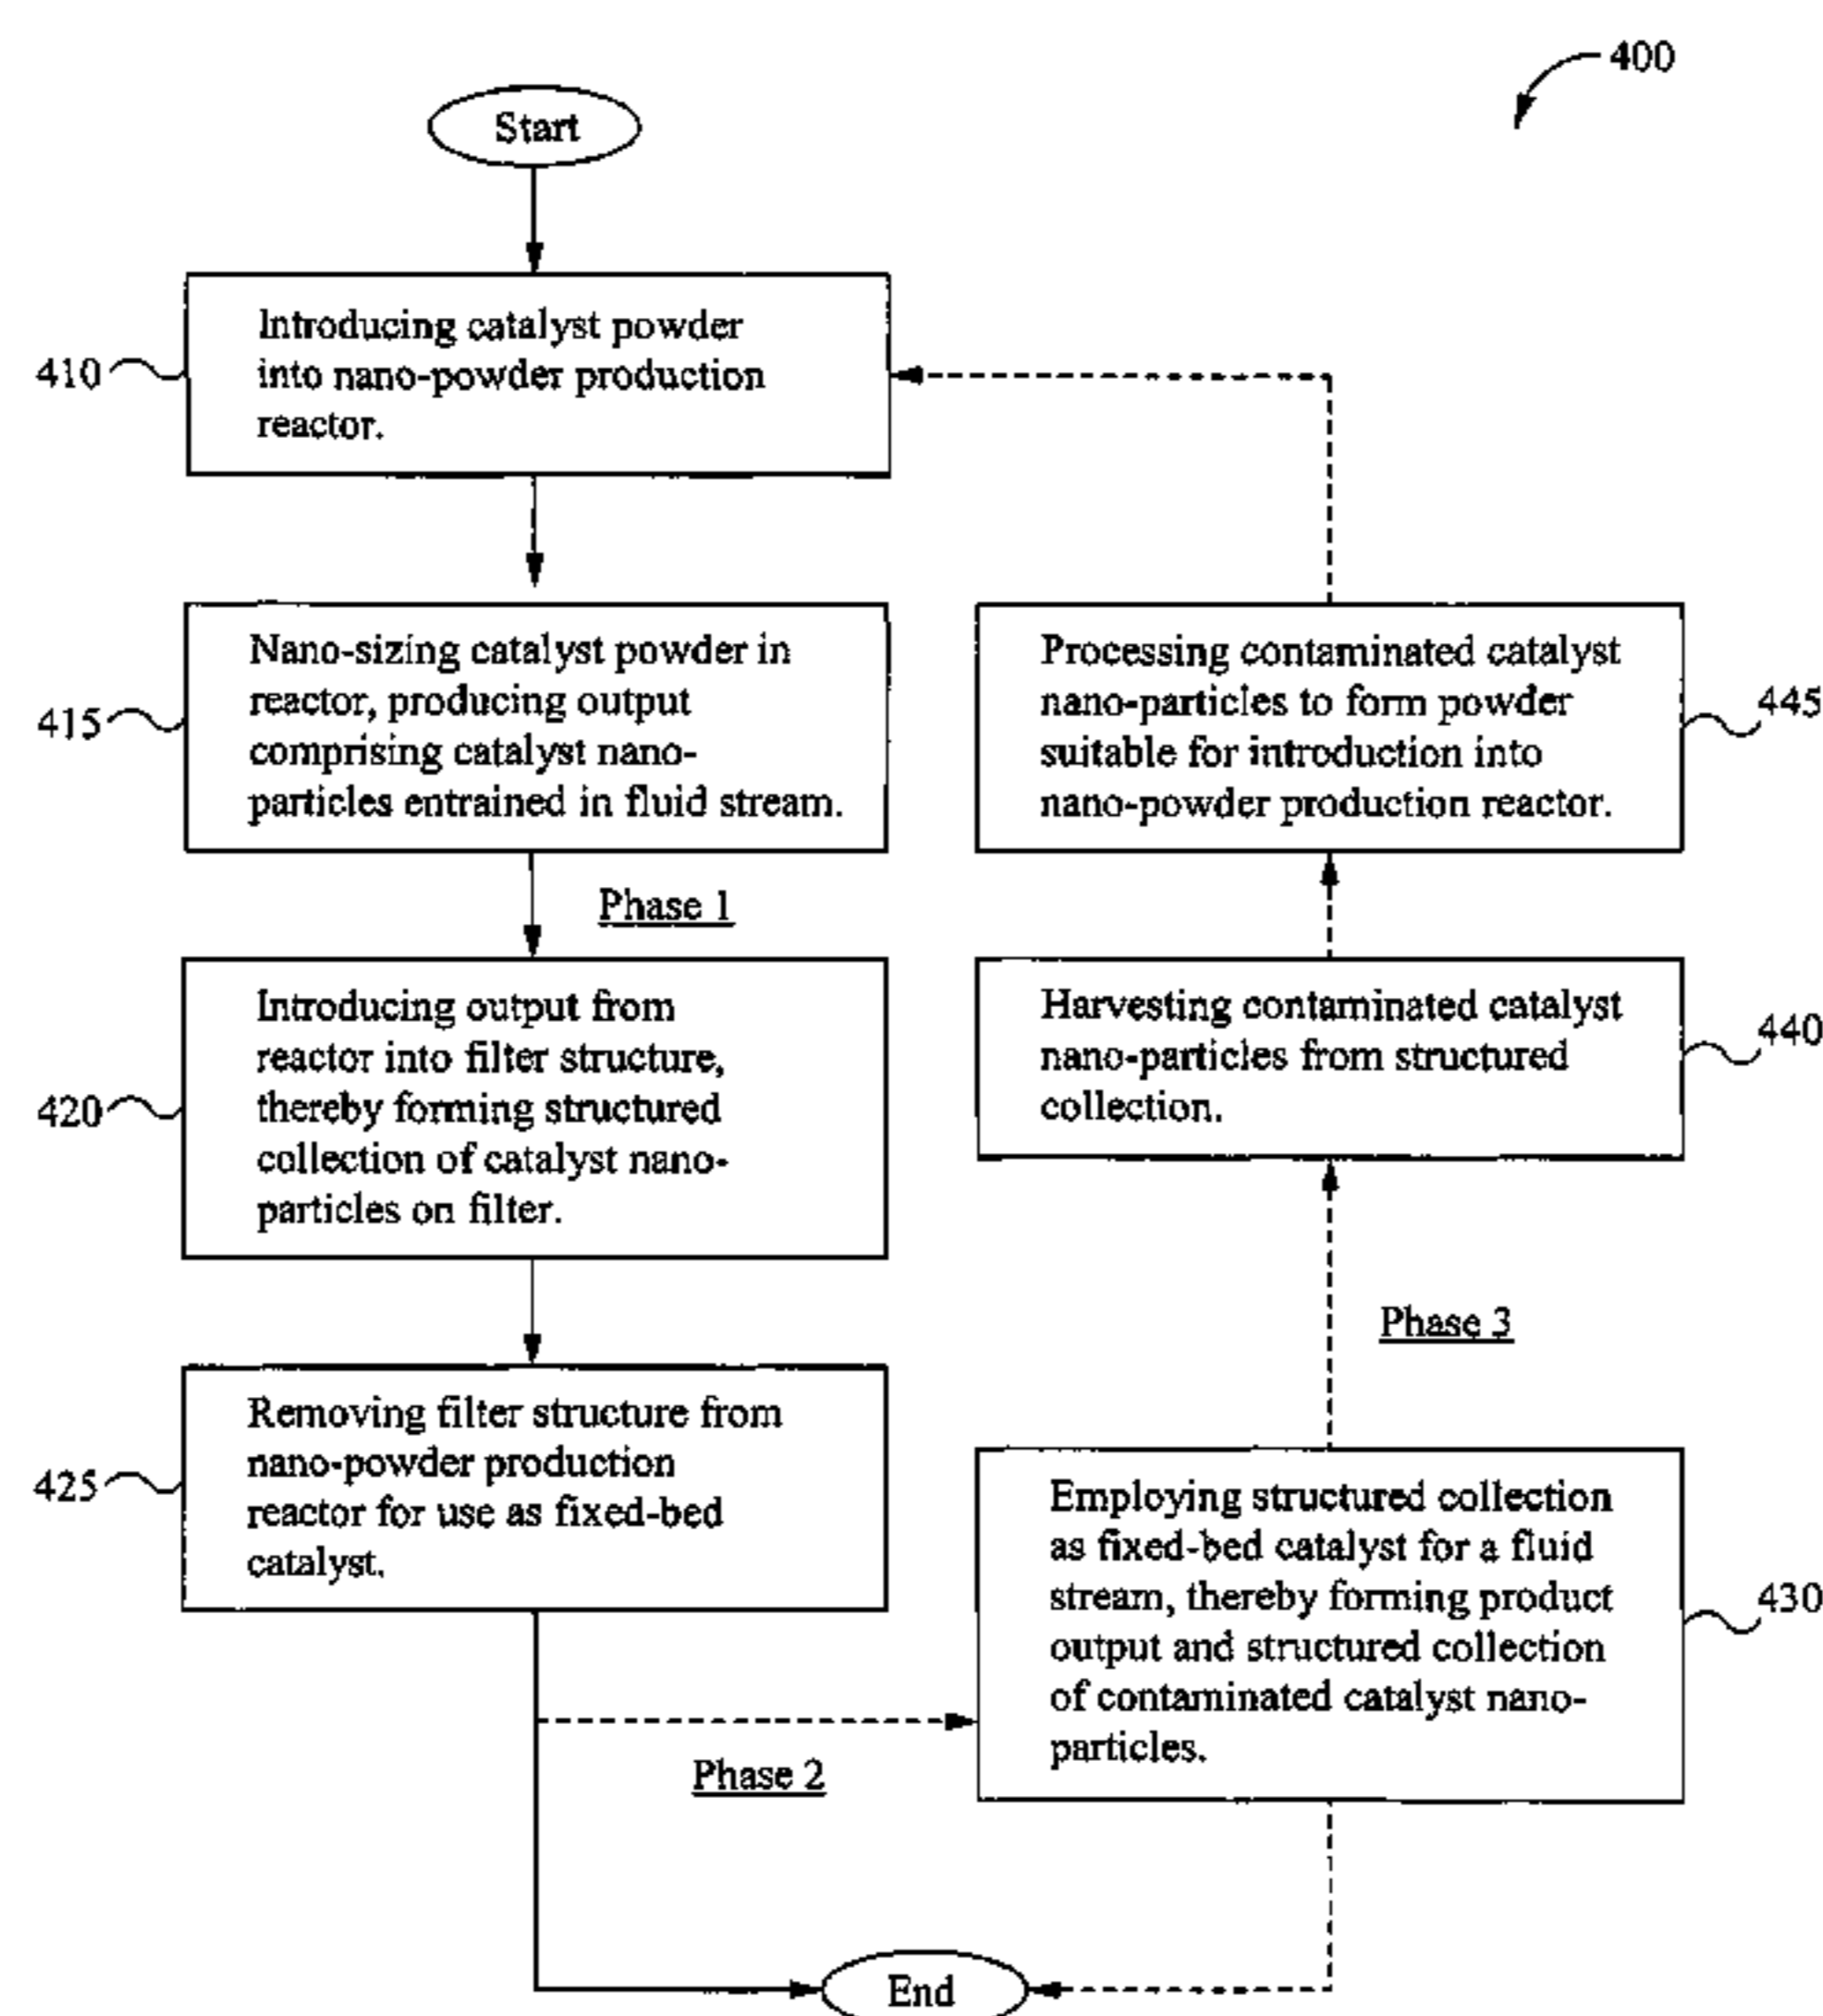 400
Start
410
Introducing catalyst powder
into nano-powder production
reactor.
415
Nano-sizing catalyst powder in
reactor, producing output
comprising catalyst nano-
particles entrained in fluid stream.
Phase 1
420
Introducing output from
reactor into filter structure,
thereby forming structured
collection of catalyst nano-
particles on filter.
425
Removing filter structure from
nano-powder production
reactor for use as fixed-bed
catalyst.
Phase 2
Employing structured collection
as fixed-bed catalyst for a fluid
stream, thereby forming product
output and structured collection
of contaminated catalyst nano-
particles.
430
Phase 3
Harvesting contaminated catalyst
nano-particles from structured
collection.
440
Processing contaminated catalyst
nano-particles to form powder
suitable for introduction into
nano-powder production reactor.
445
End